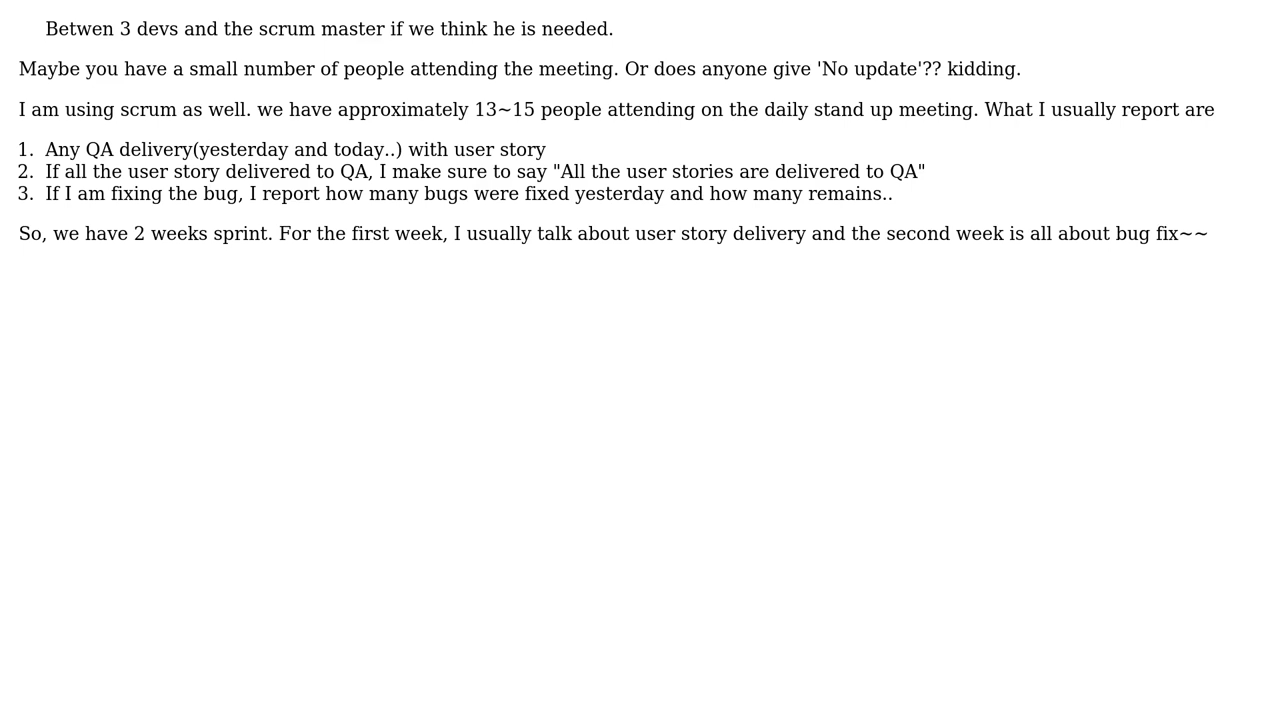 Betwen 3 devs and the scrum master if we think he is needed.
Maybe you have a small number of people attending the meeting. Or does anyone give 'No update'?? kidding.
I am using scrum as well. we have approximately 13~15 people attending on the daily stand up meeting. What I usually report are
1. Any QA delivery(yesterday and today..) with user story
2. If all the user story delivered to QA, I make sure to say "All the user stories are delivered to QA"
3. If I am fixing the bug, I report how many bugs were fixed yesterday and how many remains..
So, we have 2 weeks sprint. For the first week, I usually talk about user story delivery and the second week is all about bug fix~~